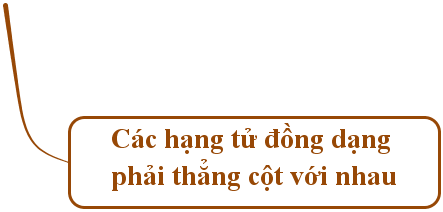 Các hạng tử đồng dạng
phải thẳng cột với nhau